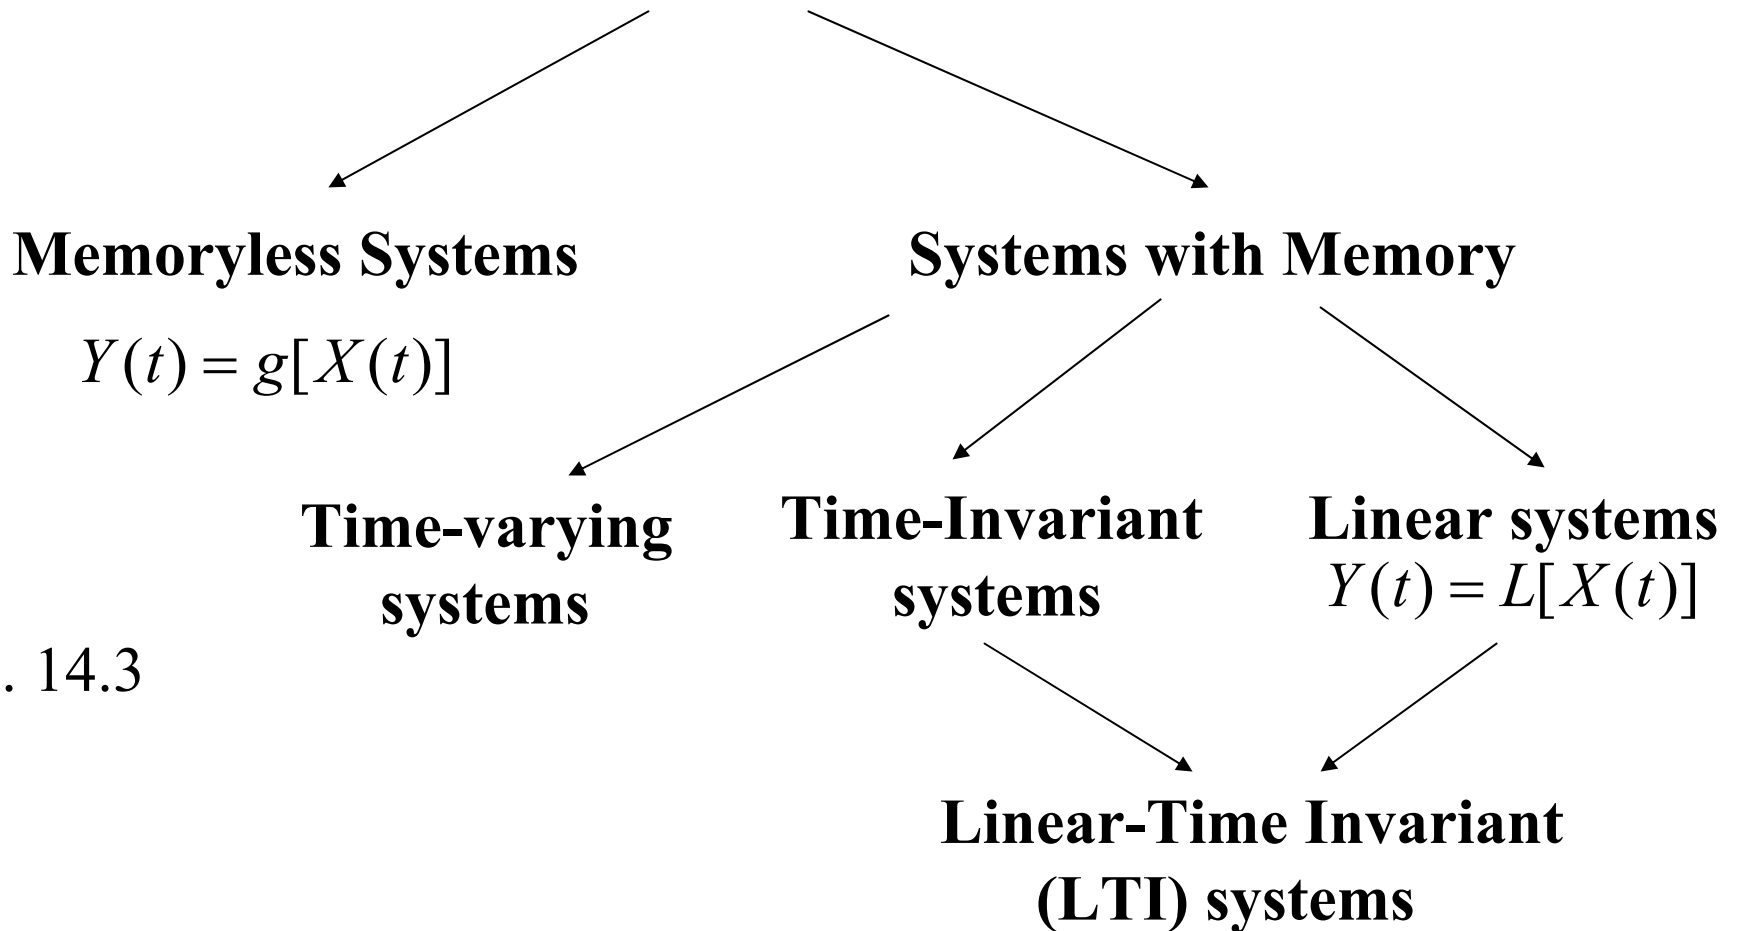 Memoryless Systems
Systems with Memory
Y(t) = g[X(t)]
Time-varying
systems
Time-Invariant
systems
Linear systems
Y(t) = L[X(t)]
. 14.3
Linear-Time Invariant
(LTI) systems